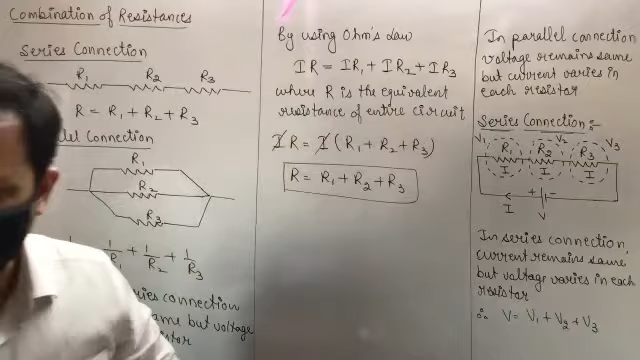 Combination of Resistances
Series Connection
R1 R2 R3
R = R1 + R2 + R3
Connection
R1
R2
R3
1/R1 + 1/R2 + 1/R3
connection
same but voltage
By using Ohm's Law
IR = IR1 + IR2 + IR3
where R is the equivalent
resistance of entire circuit
IR = I (R1 + R2 + R3)
R = R1 + R2 + R3
In parallel connection
voltage remains same
but current varies in
each resistor
Series Connection :-
V1 V2 V3
R1 R2 R3
I I I
+ -
I
V
In series connection,
current remains same
but valtage varies in each
resistor
∴ V = V1 + V2 + V3